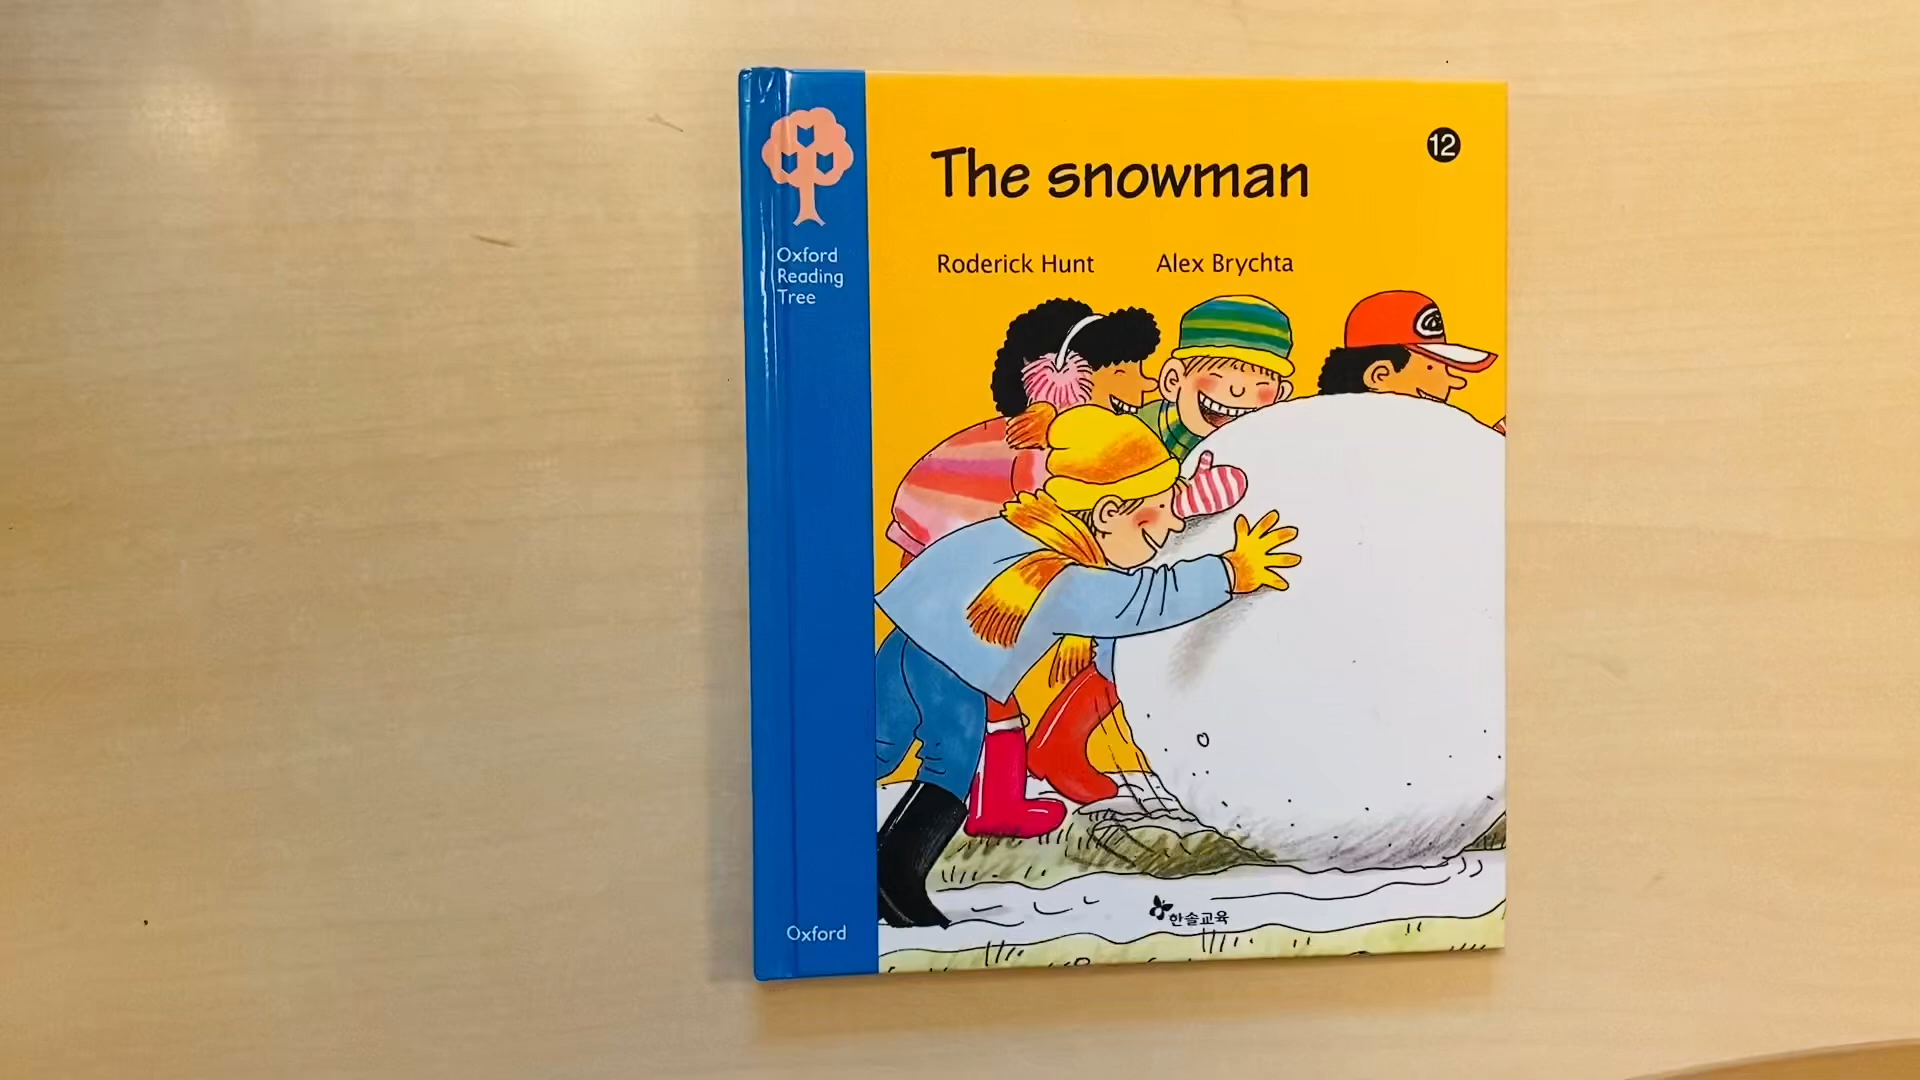 The snowman
12
Roderick Hunt Alex Brychta
Oxford
Reading
Tree
Oxford
한솔교육